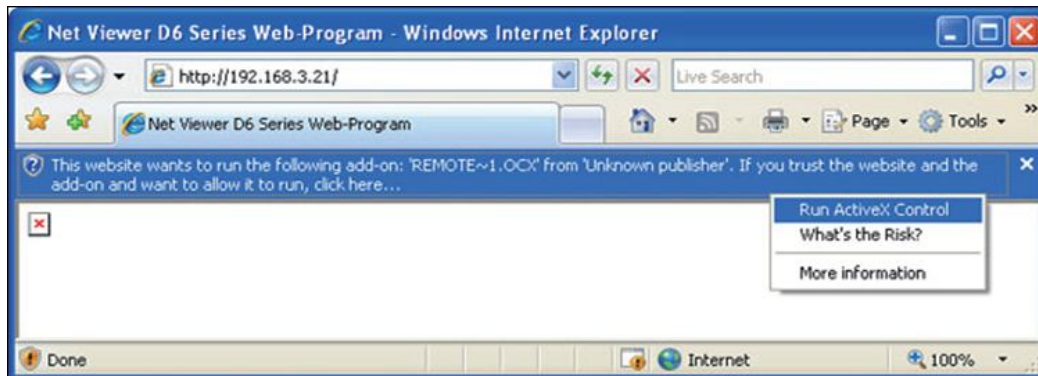 Net Viewer D6 Series Web-Program - Windows Internet Explorer
http://192.168.3.21/
Live Search
Net Viewer D6 Series Web-Program
Page
Tools
»
This website wants to run the following add-on: 'REMOTE~1.OCX' from 'Unknown publisher'. If you trust the website and the
add-on and want to allow it to run, click here...
Run ActiveX Control
What's the Risk?
More information
Done
Internet
100%